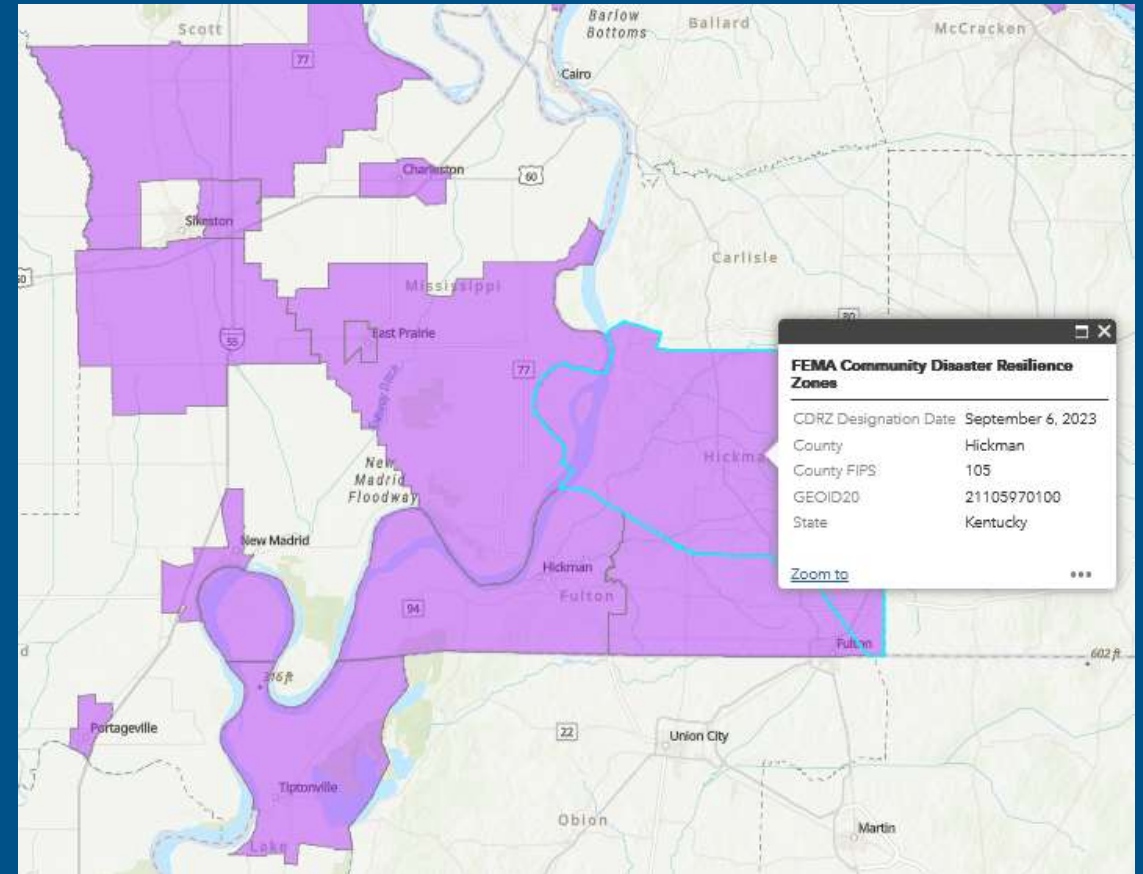 Scott
Barlow
Bottoms
Ballard
McCracken
77
Cairo
Charleston
60
Sikeston
Carlisle
Mississippi
80
55
East Prairie
77
FEMA Community Disaster Resilience
Zones
CDRZ Designation Date September 6, 2023
County Hickman
County FIPS 105
GEOID20 21105970100
State Kentucky
Zoom to
New
Madrid
Floodway
New Madrid
Hickman
Fulton
94
Fulton
602 ft
Portageville
22
Union City
Tiptonville
Obion
Martin
Lake